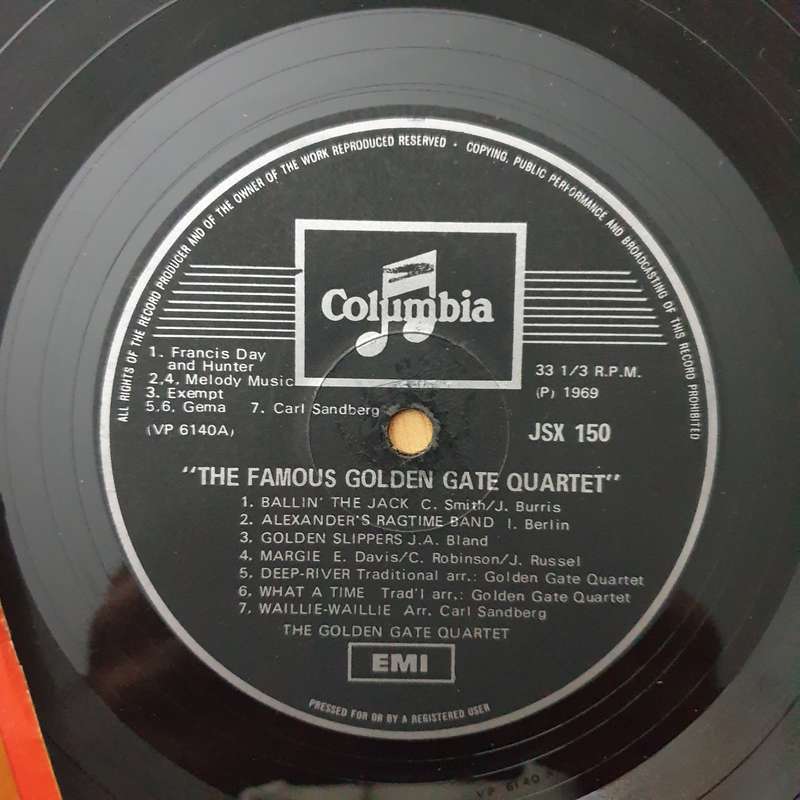 ALL RIGHTS OF THE RECORD PRODUCER AND OF THE OWNER OF THE WORK REPRODUCED RESERVED · COPYING, PUBLIC PERFORMANCE AND BROADCASTING OF THIS RECORD PROHIBITED
Columbia
1. Francis Day
and Hunter
2,4. Melody Music
3. Exempt
5.6. Gema 7. Carl Sandberg
(VP 6140A)
33 1/3 R.P.M.
(P) 1969
JSX 150
"THE FAMOUS GOLDEN GATE QUARTET"
1. BALLIN' THE JACK C. Smith/J. Burris
2. ALEXANDER'S RAGTIME BAND I. Berlin
3. GOLDEN SLIPPERS J.A. Bland
4. MARGIE E. Davis/C. Robinson/J. Russel
5. DEEP-RIVER Traditional arr.: Golden Gate Quartet
6. WHAT A TIME Trad'l arr.: Golden Gate Quartet
7. WAILLIE-WAILLIE Arr. Carl Sandberg
THE GOLDEN GATE QUARTET
EMI
PRESSED FOR OR BY A REGISTERED USER
VP 6140 A